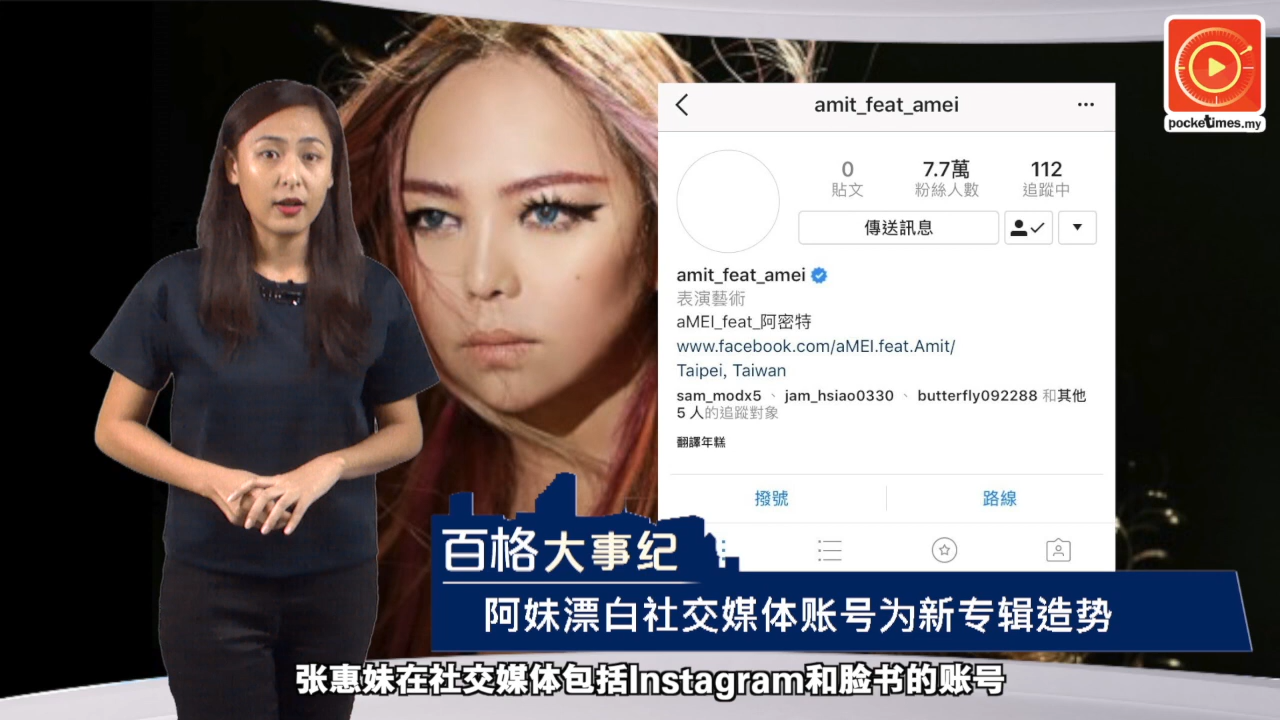 pocketimes.my
amit_feat_amei
0
7.7萬
112
貼文
粉絲人數
追蹤中
傳送訊息
amit_feat_amei
表演藝術
aMEI_feat_阿密特
www.facebook.com/aMEI.feat.Amit/
Taipei, Taiwan
sam_modx5、jam_hsiao0330、butterfly092288 和其他
5 人的追蹤對象
翻譯年糕
撥號
路線
百格大事纪
阿妹漂白社交媒体账号为新专辑造势
张惠妹在社交媒体包括Instagram和脸书的账号